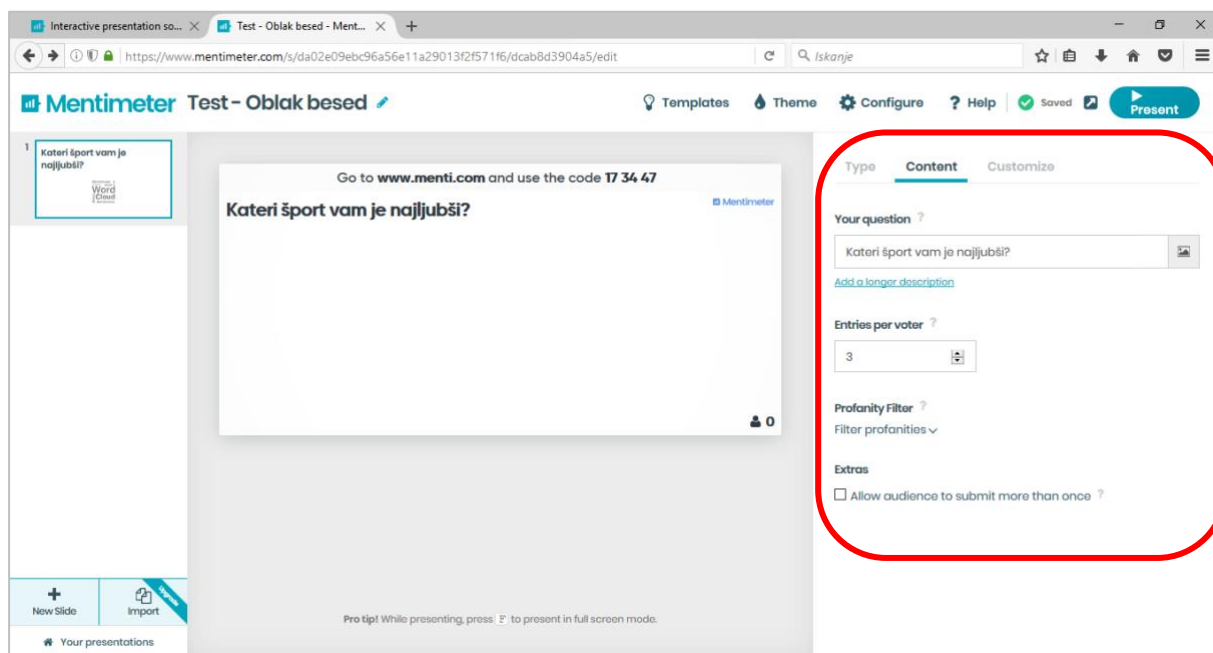 Interactive presentation so...
Test - Oblak besed - Ment...
https://www.mentimeter.com/s/da02e09ebc96a56e11a29013f2f571f6/dcab8d3904a5/edit
Iskanje
Mentimeter
Test - Oblak besed
Templates
Theme
Configure
? Help
Saved
Present
1
Kateri šport vam je
najljubši?
Word
Cloud
Go to www.menti.com and use the code 17 34 47
Kateri šport vam je najljubši?
Mentimeter
0
Pro tip! While presenting, press F to present in full screen mode.
Type
Content
Customize
Your question ?
Kateri šport vam je najljubši?
Add a longer description
Entries per voter ?
3
Profanity Filter ?
Filter profanities
Extras
Allow audience to submit more than once ?
New Slide
Import
Upgrade
Your presentations